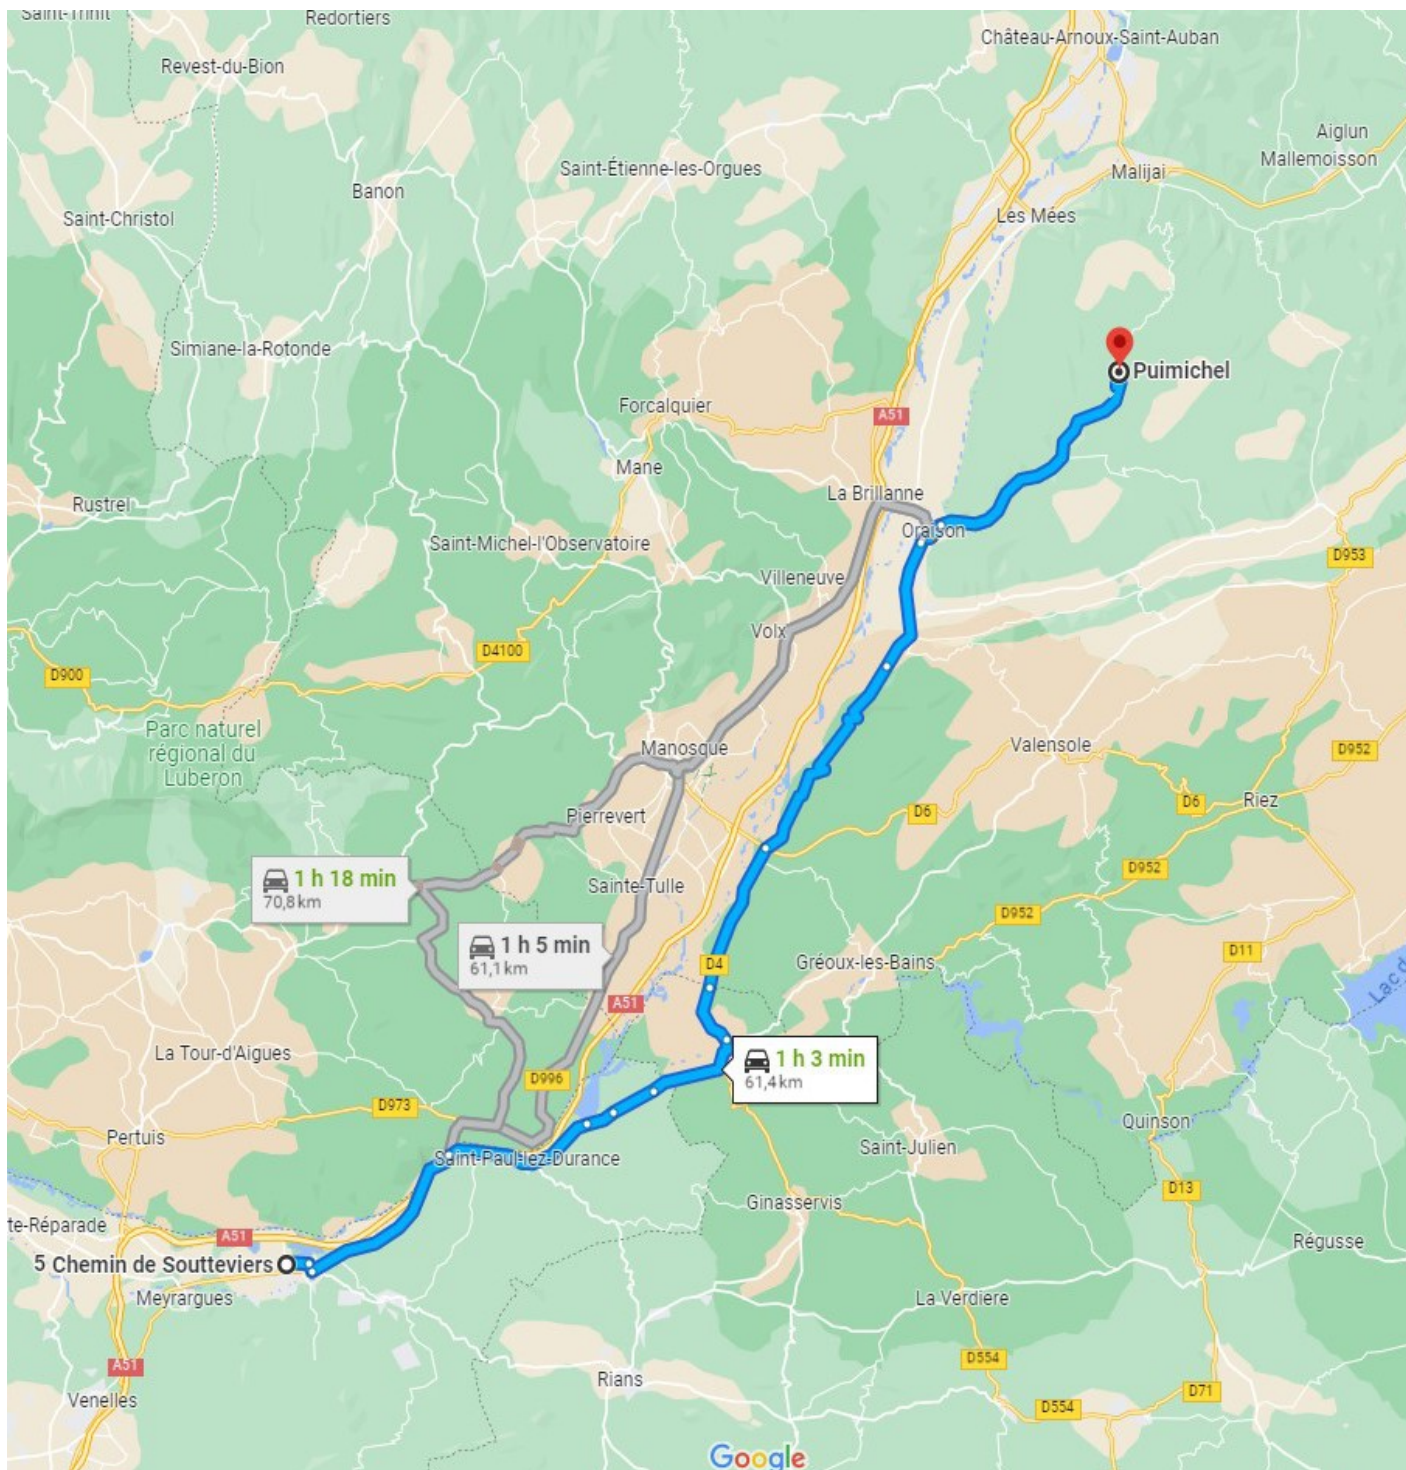 Saint-Trinit
Redortiers
Château-Arnoux-Saint-Auban
Revest-du-Bion
Aiglun
Mallemoisson
Saint-Étienne-les-Orgues
Malijai
Banon
Saint-Christol
Les Mées
Simiane-la-Rotonde
Puimichel
Forcalquier
A51
Mane
La Brillanne
Rustrel
Oraison
Saint-Michel-l'Observatoire
D953
Villeneuve
Volx
D4100
D900
Parc naturel
régional du
Luberon
Manosque
Valensole
D952
D6
Riez
D6
Pierrevert
D952
1 h 18 min
70,8 km
Sainte-Tulle
D952
1 h 5 min
61,1 km
D11
D4
Gréoux-les-Bains
Lac d
A51
La Tour-d'Aigues
1 h 3 min
61,4 km
D996
D973
Quinson
Pertuis
Saint-Julien
Saint-Paul-lez-Durance
D13
Ginasservis
te-Réparade
A51
Régusse
5 Chemin de Soutteviers
Meyrargues
La Verdiere
A51
D554
Rians
D71
Venelles
D554
Google